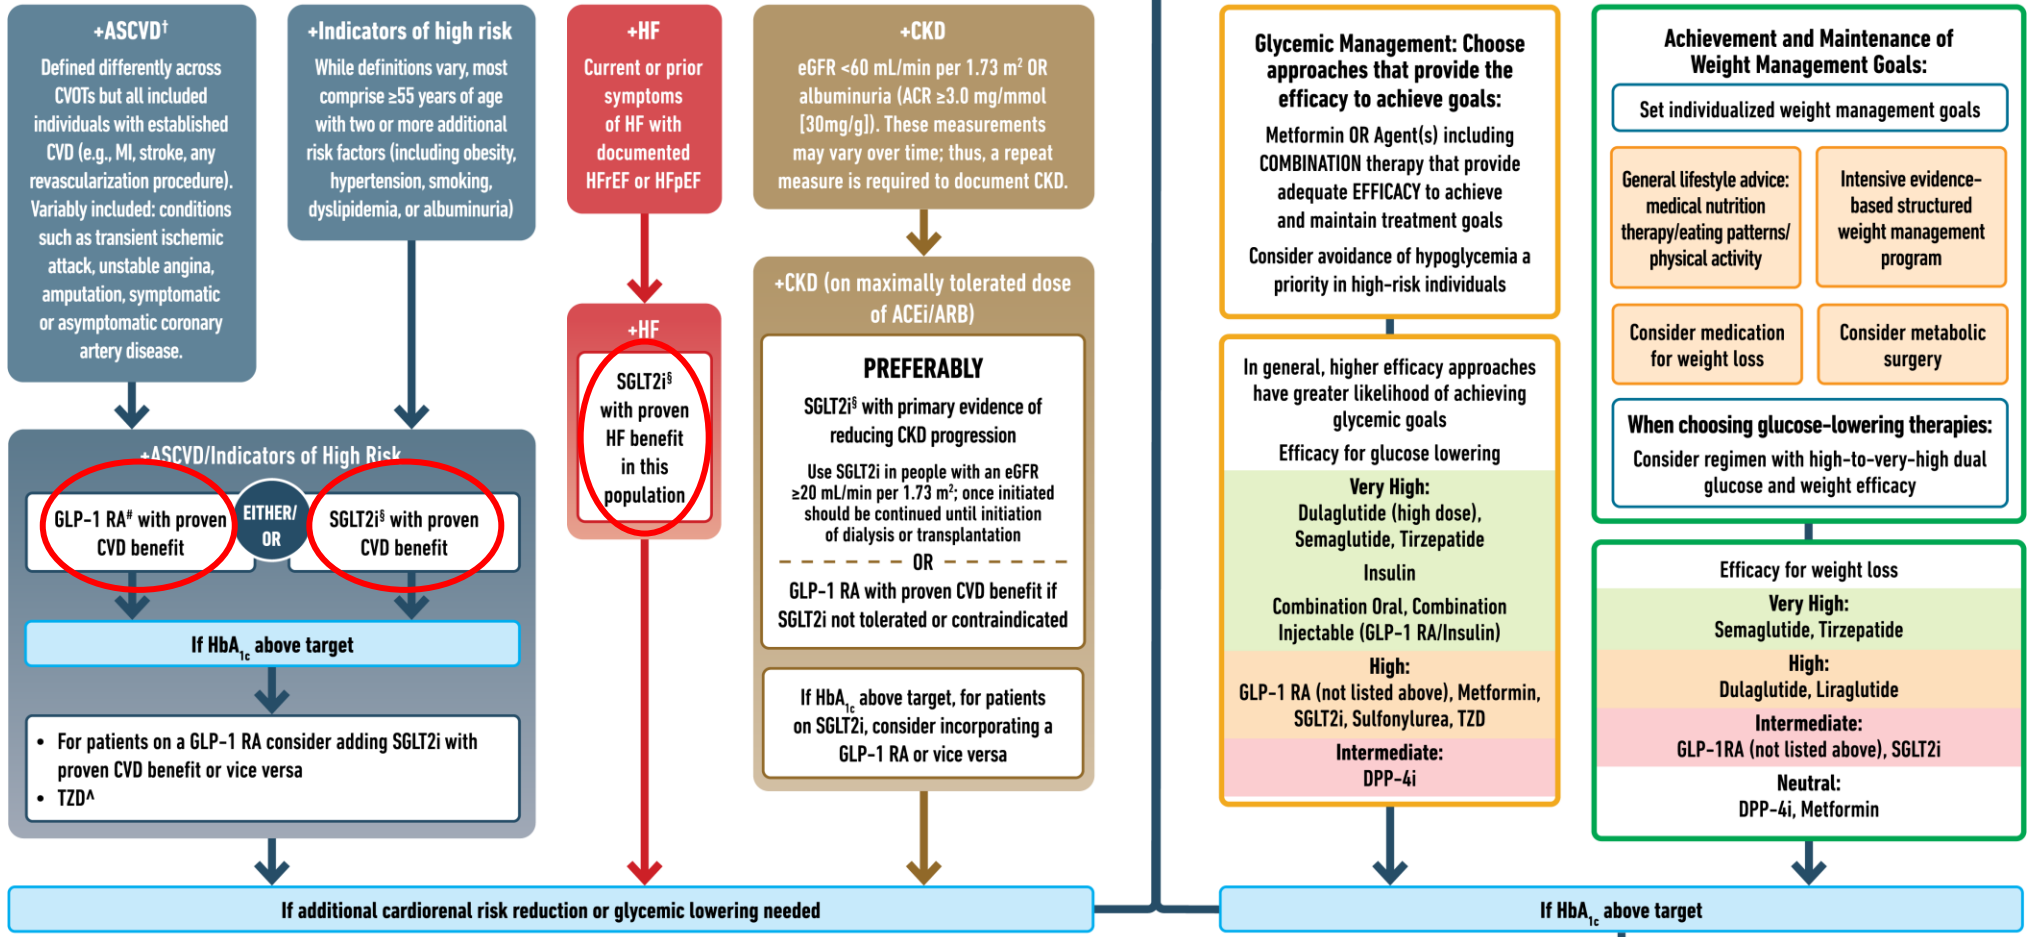 +ASCVD†
Defined differently across
CVOTs but all included
individuals with established
CVD (e.g., MI, stroke, any
revascularization procedure).
Variably included: conditions
such as transient ischemic
attack, unstable angina,
amputation, symptomatic
or asymptomatic coronary
artery disease.
+Indicators of high risk
While definitions vary, most
comprise ≥55 years of age
with two or more additional
risk factors (including obesity,
hypertension, smoking,
dyslipidemia, or albuminuria)
+ASCVD/Indicators of High Risk
GLP-1 RA# with proven
CVD benefit
EITHER/
OR
SGLT2i§ with proven
CVD benefit
If HbA1c above target
• For patients on a GLP-1 RA consider adding SGLT2i with
proven CVD benefit or vice versa
• TZD^
+HF
Current or prior
symptoms
of HF with
documented
HFrEF or HFpEF
+HF
SGLT2i§
with proven
HF benefit
in this
population
+CKD
eGFR <60 mL/min per 1.73 m² OR
albuminuria (ACR ≥3.0 mg/mmol
[30mg/g]). These measurements
may vary over time; thus, a repeat
measure is required to document CKD.
+CKD (on maximally tolerated dose
of ACEi/ARB)
PREFERABLY
SGLT2i§ with primary evidence of
reducing CKD progression
Use SGLT2i in people with an eGFR
≥20 mL/min per 1.73 m²; once initiated
should be continued until initiation
of dialysis or transplantation
OR
GLP-1 RA with proven CVD benefit if
SGLT2i not tolerated or contraindicated
If HbA1c above target, for patients
on SGLT2i, consider incorporating a
GLP-1 RA or vice versa
If additional cardiorenal risk reduction or glycemic lowering needed
Glycemic Management: Choose
approaches that provide the
efficacy to achieve goals:
Metformin OR Agent(s) including
COMBINATION therapy that provide
adequate EFFICACY to achieve
and maintain treatment goals
Consider avoidance of hypoglycemia a
priority in high-risk individuals
In general, higher efficacy approaches
have greater likelihood of achieving
glycemic goals
Efficacy for glucose lowering
Very High:
Dulaglutide (high dose),
Semaglutide, Tirzepatide
Insulin
Combination Oral, Combination
Injectable (GLP-1 RA/Insulin)
High:
GLP-1 RA (not listed above), Metformin,
SGLT2i, Sulfonylurea, TZD
Intermediate:
DPP-4i
Achievement and Maintenance of
Weight Management Goals:
Set individualized weight management goals
General lifestyle advice:
medical nutrition
therapy/eating patterns/
physical activity
Intensive evidence-
based structured
weight management
program
Consider medication
for weight loss
Consider metabolic
surgery
When choosing glucose-lowering therapies:
Consider regimen with high-to-very-high dual
glucose and weight efficacy
Efficacy for weight loss
Very High:
Semaglutide, Tirzepatide
High:
Dulaglutide, Liraglutide
Intermediate:
GLP-1RA (not listed above), SGLT2i
Neutral:
DPP-4i, Metformin
If HbA1c above target